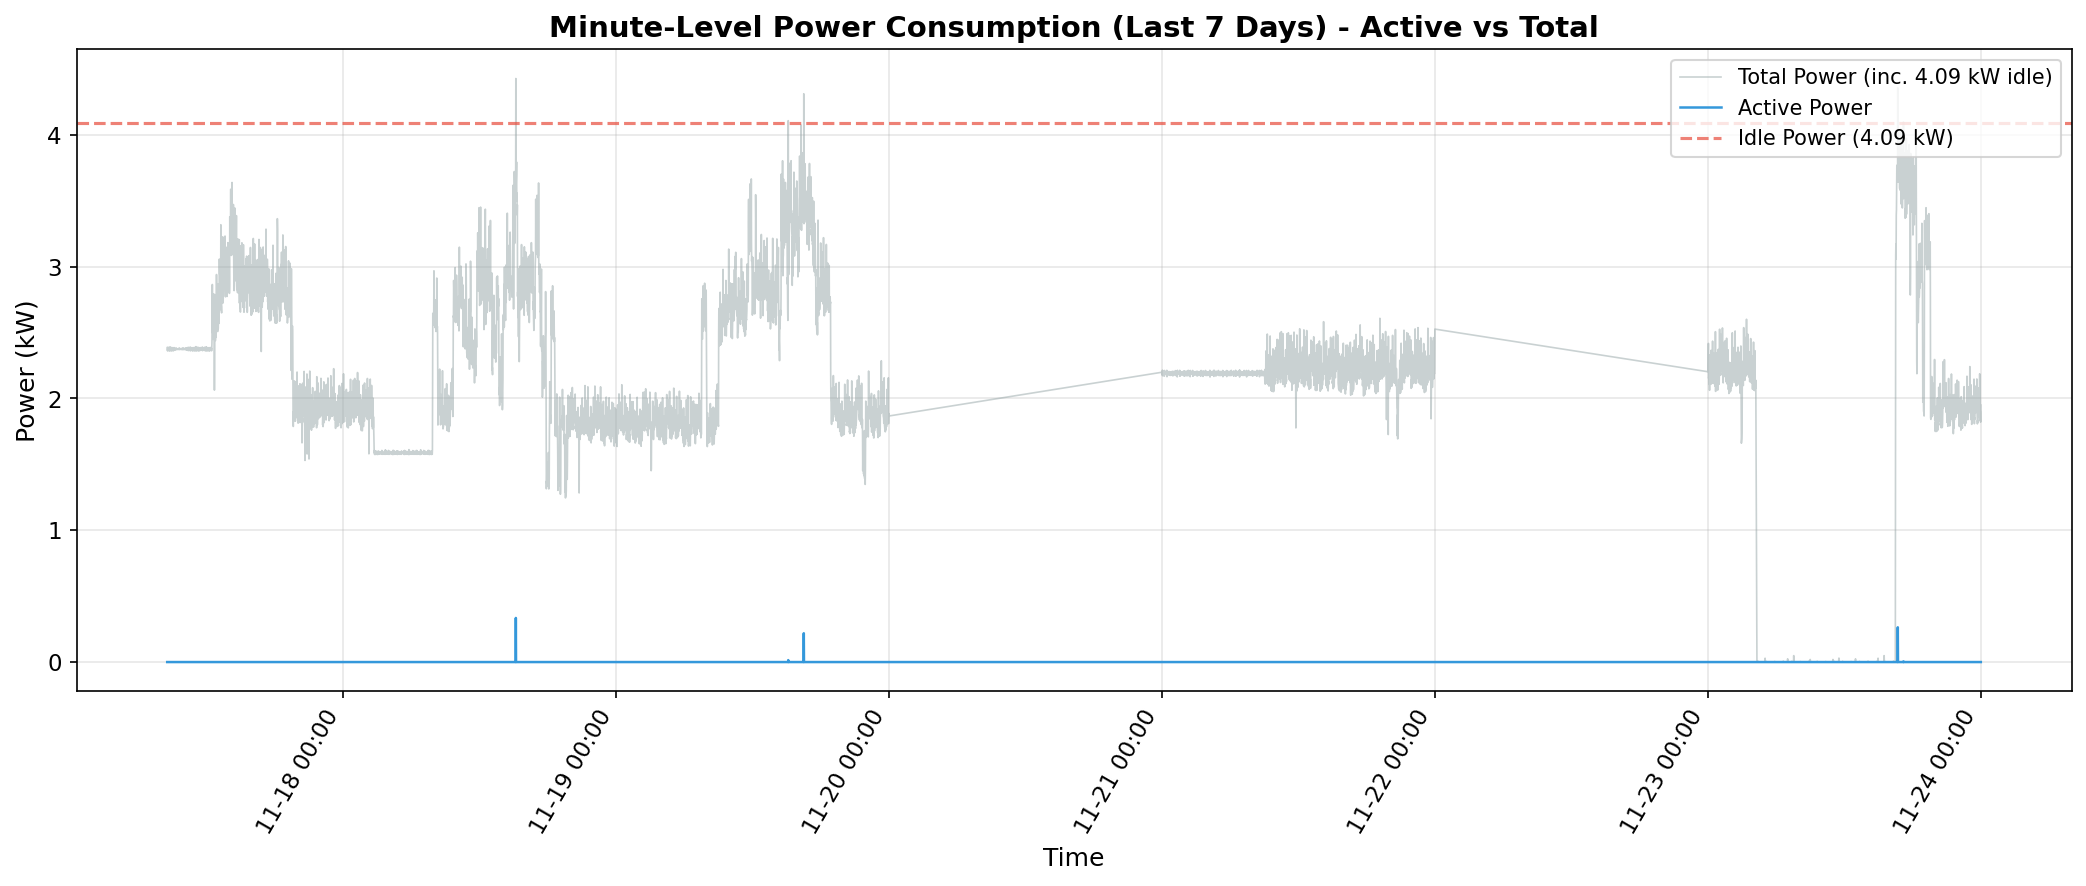 Minute-Level Power Consumption (Last 7 Days) - Active vs Total
Total Power (inc. 4.09 kW idle)
Active Power
Idle Power (4.09 kW)
Power (kW)
4
3
2
1
0
11-18 00:00
11-19 00:00
11-20 00:00
11-21 00:00
11-22 00:00
11-23 00:00
11-24 00:00
Time